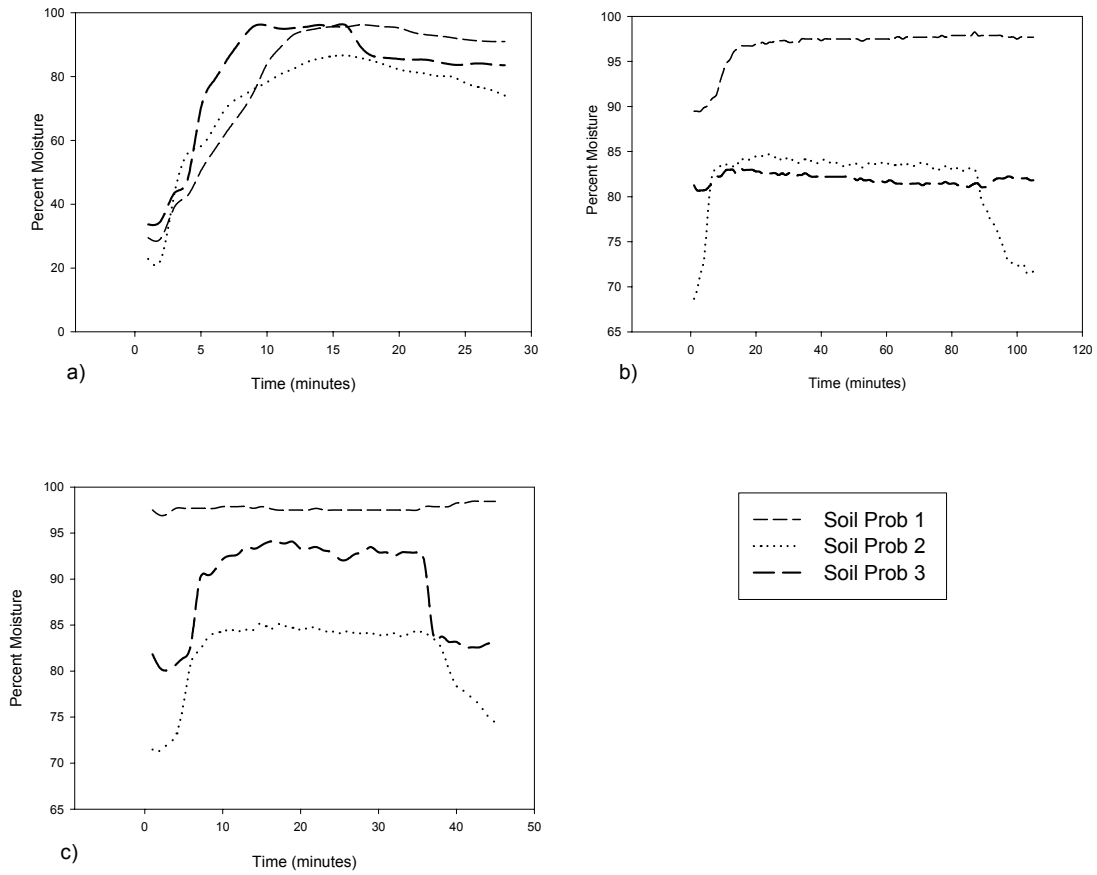 100
80
60
40
20
0
Percent Moisture
0 5 10 15 20 25 30
a)
Time (minutes)
100
95
90
85
80
75
70
65
Percent Moisture
0 20 40 60 80 100 120
b)
Time (minutes)
100
95
90
85
80
75
70
65
Percent Moisture
0 10 20 30 40 50
c)
Time (minutes)
Soil Prob 1
Soil Prob 2
Soil Prob 3